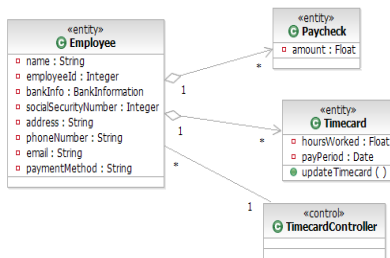 «entity»
Employee
name : String
employeeId : Integer
bankInfo : BankInformation
socialSecurityNumber : Integer
address : String
phoneNumber : String
email : String
paymentMethod : String
«entity»
Paycheck
amount : Float
1
*
«entity»
Timecard
hoursWorked : Float
payPeriod : Date
updateTimecard ( )
1
*
*
1
«control»
TimecardController